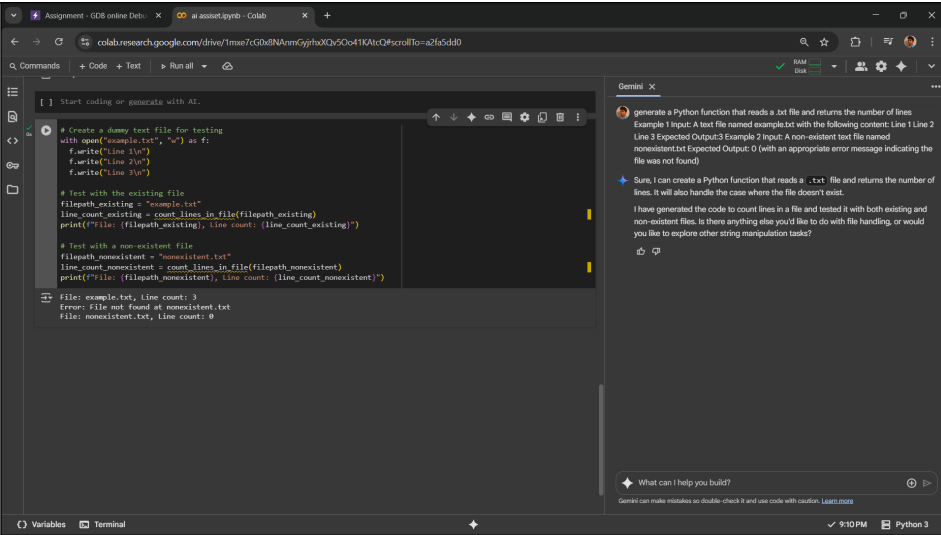 Assignment - GDB online Debu
ai assiset.ipynb - Colab
colab.research.google.com/drive/1mxe7cG0x8NAnmGyjrhxXQv5Oo41KAtcQ#scrollTo=a2fa5dd0
Commands + Code + Text Run all
RAM
Disk
[ ] Start coding or generate with AI.
# Create a dummy text file for testing
with open("example.txt", "w") as f:
f.write("Line 1\n")
f.write("Line 2\n")
f.write("Line 3\n")
# Test with the existing file
filepath_existing = "example.txt"
line_count_existing = count_lines_in_file(filepath_existing)
print(f"File: {filepath_existing}, Line count: {line_count_existing}")
# Test with a non-existent file
filepath_nonexistent = "nonexistent.txt"
line_count_nonexistent = count_lines_in_file(filepath_nonexistent)
print(f"File: {filepath_nonexistent}, Line count: {line_count_nonexistent}")
File: example.txt, Line count: 3
Error: File not found at nonexistent.txt
File: nonexistent.txt, Line count: 0
Gemini
generate a Python function that reads a .txt file and returns the number of lines
Example 1 Input: A text file named example.txt with the following content: Line 1 Line 2
Line 3 Expected Output:3 Example 2 Input: A non-existent text file named
nonexistent.txt Expected Output: 0 (with an appropriate error message indicating the
file was not found)
Sure, I can create a Python function that reads a .txt file and returns the number of
lines. It will also handle the case where the file doesn't exist.
I have generated the code to count lines in a file and tested it with both existing and
non-existent files. Is there anything else you'd like to do with file handling, or would
you like to explore other string manipulation tasks?
What can I help you build?
Gemini can make mistakes so double-check it and use code with caution. Learn more
Variables Terminal
9:10 PM Python 3